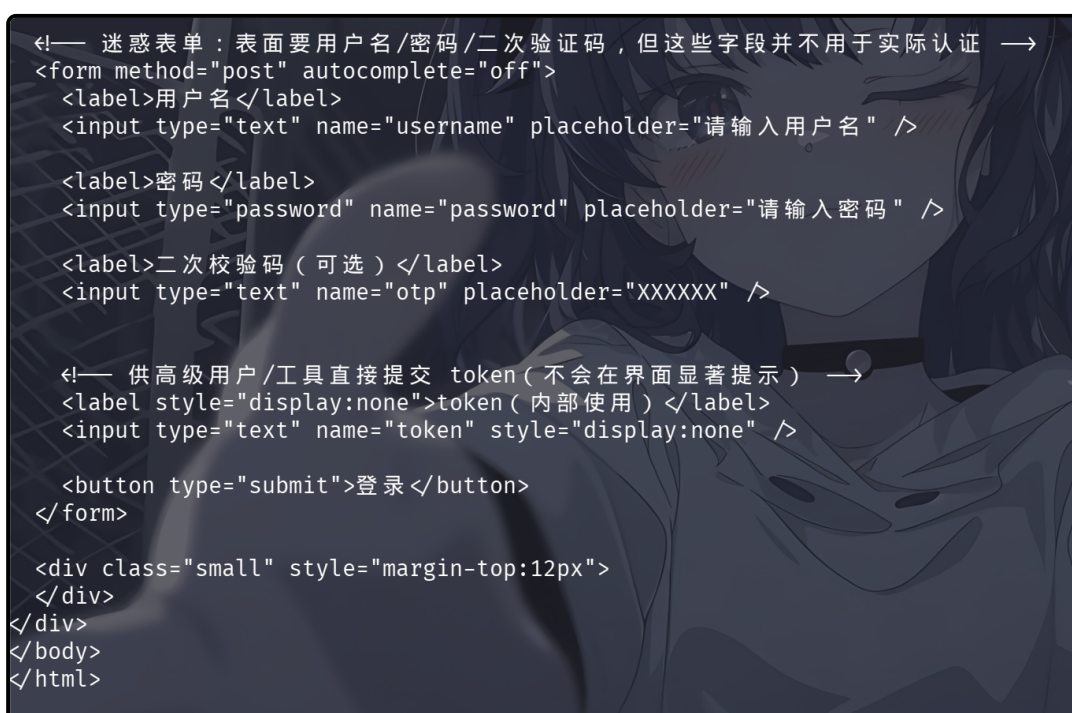 <!-- 迷惑表单：表面要用户名/密码/二次验证码，但这些字段并不用于实际认证 -->
<form method="post" autocomplete="off">
<label>用户名</label>
<input type="text" name="username" placeholder="请输入用户名" />
<label>密码</label>
<input type="password" name="password" placeholder="请输入密码" />
<label>二次校验码（可选）</label>
<input type="text" name="otp" placeholder="XXXXXX" />
<!-- 供高级用户/工具直接提交 token（不会在界面显著提示） -->
<label style="display:none">token（内部使用）</label>
<input type="text" name="token" style="display:none" />
<button type="submit">登录</button>
</form>
<div class="small" style="margin-top:12px">
</div>
</div>
</body>
</html>